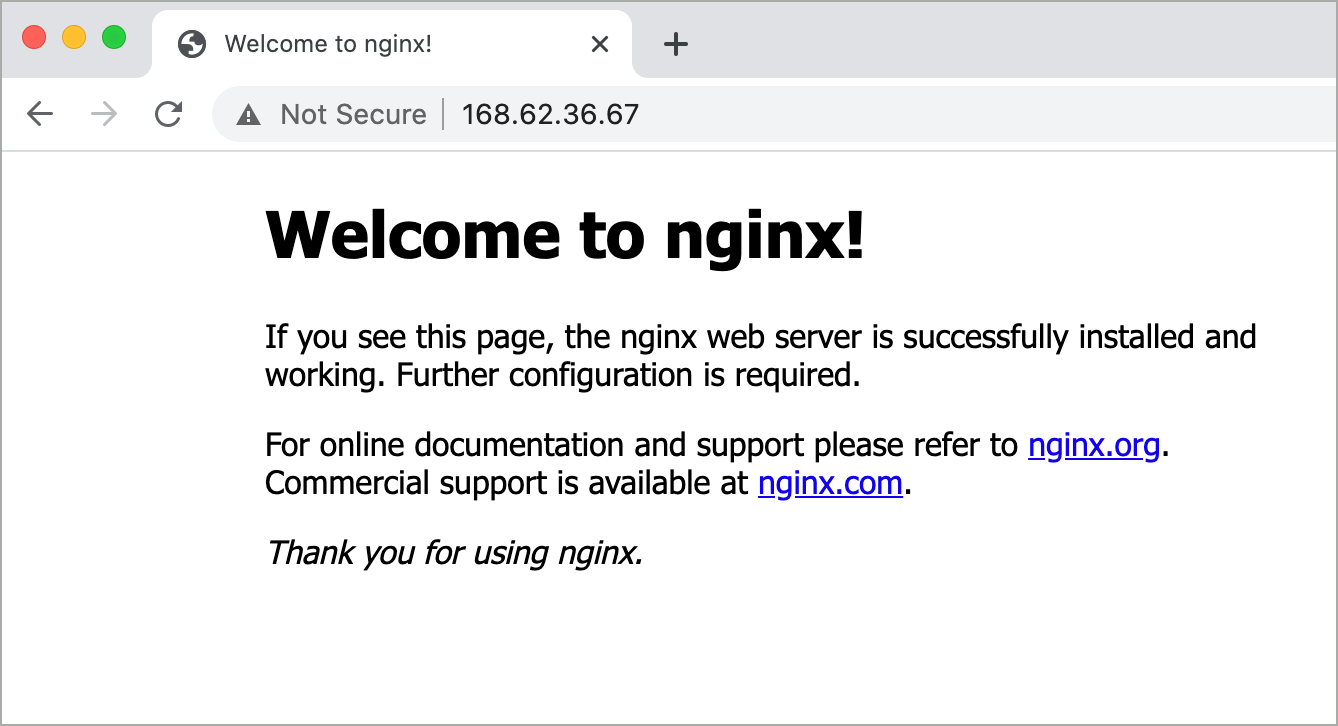 Welcome to nginx!
Not Secure 168.62.36.67
Welcome to nginx!
If you see this page, the nginx web server is successfully installed and
working. Further configuration is required.
For online documentation and support please refer to nginx.org.
Commercial support is available at nginx.com.
Thank you for using nginx.